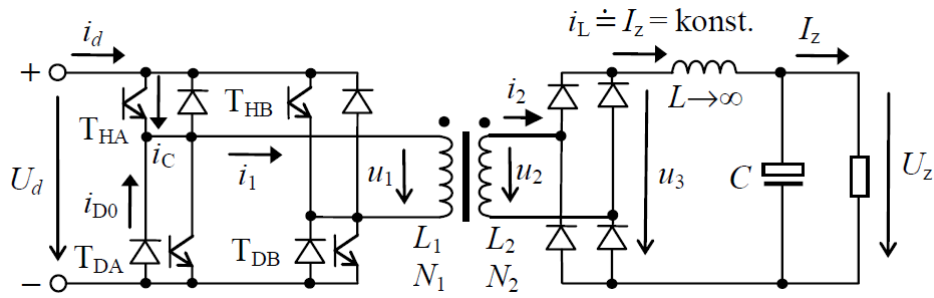 i_d
i_L ≐ I_z = konst.
I_z
+
T_HA
T_HB
i_2
L→∞
i_C
i_1
U_d
u_1
u_2
u_3
C
U_z
i_D0
T_DA
T_DB
L_1
L_2
N_1
N_2
−